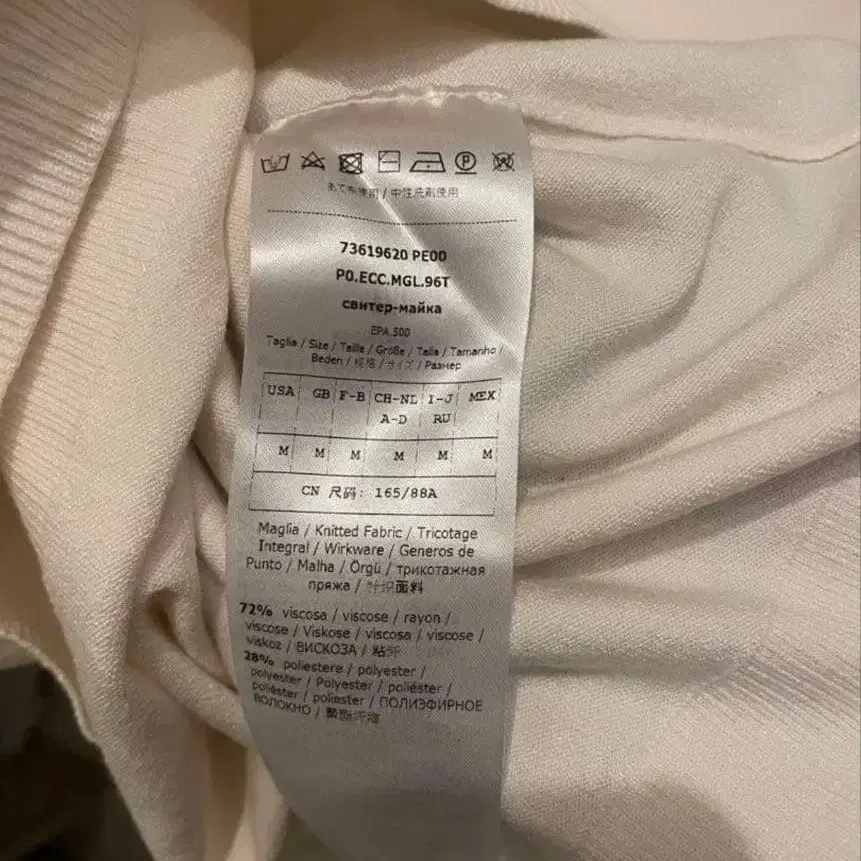 あて布使用 / 中性洗剤使用
73619620 PE00
P0.ECC.MGL.96T
свитер-майка
EPA.500
Taglia / Size / Taille / Größe / Talla / Tamanho /
Beden / 规格 / サイズ / Размер
USA GB F-B CH-NL I-J MEX
A-D RU
M M M M M M
CN 尺码: 165/88A
Maglia / Knitted Fabric / Tricotage
Integral / Wirkware / Generos de
Punto / Malha / Örgü / трикотажная
пряжа / 针织面料
72% viscosa / viscose / rayon /
viscose / Viskose / viscosa / viscose /
viskoz / ВИСКОЗА / 粘纤
28% poliestere / polyester /
polyester / Polyester / poliéster /
poliéster / poliester / ПОЛИЭФИРНОЕ
ВОЛОКНО / 聚酯纤维